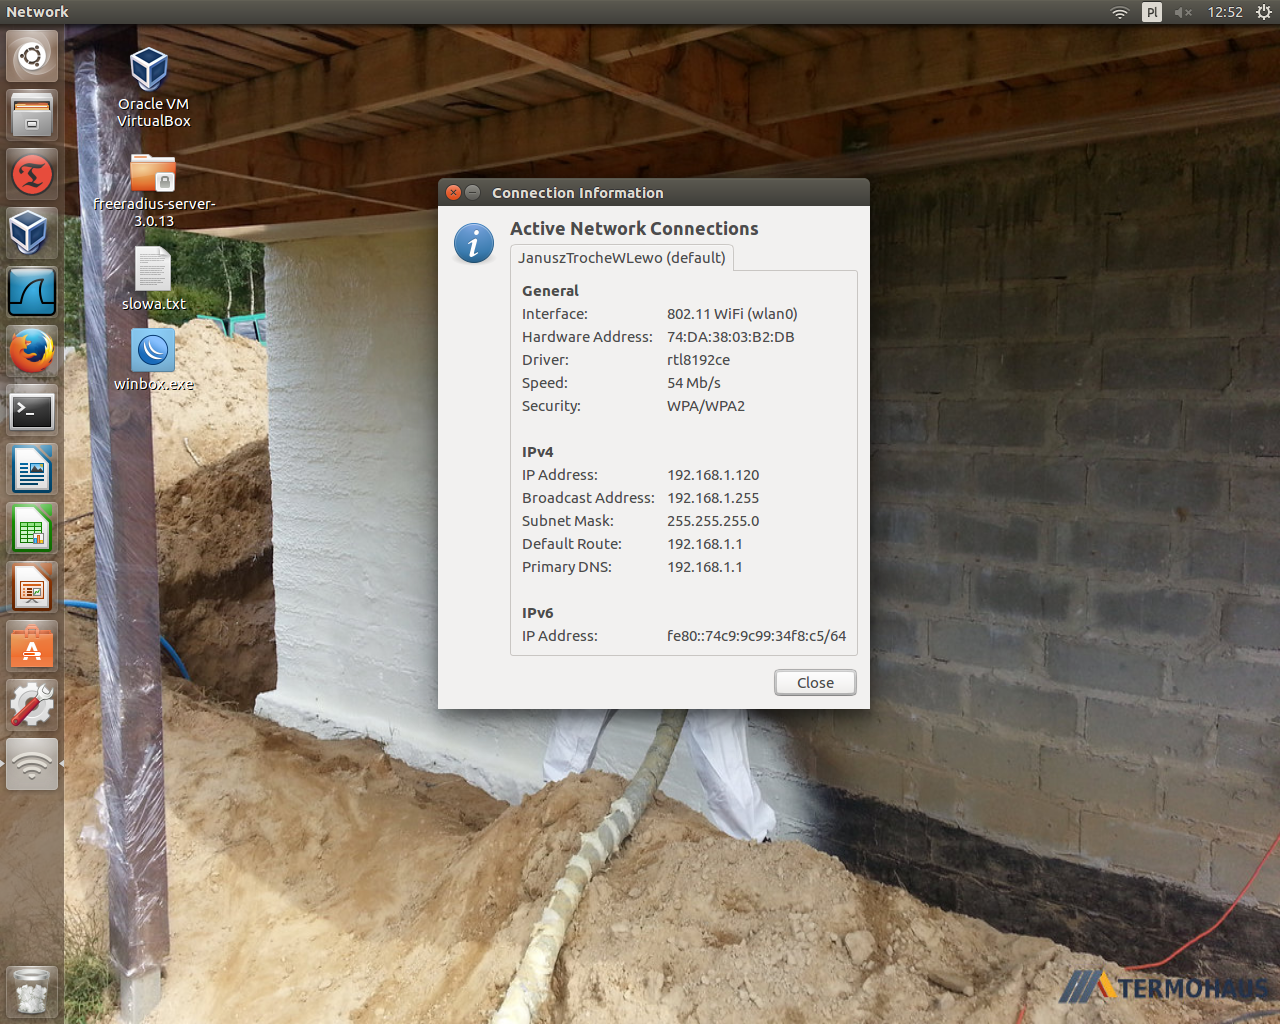 Network
Pl
12:52
Oracle VM
VirtualBox
freeradius-server-
3.0.13
slowa.txt
winbox.exe
Connection Information
Active Network Connections
JanuszTrocheWLewo (default)
General
Interface: 802.11 WiFi (wlan0)
Hardware Address: 74:DA:38:03:B2:DB
Driver: rtl8192ce
Speed: 54 Mb/s
Security: WPA/WPA2
IPv4
IP Address: 192.168.1.120
Broadcast Address: 192.168.1.255
Subnet Mask: 255.255.255.0
Default Route: 192.168.1.1
Primary DNS: 192.168.1.1
IPv6
IP Address: fe80::74c9:9c99:34f8:c5/64
Close
TERMOHAUS